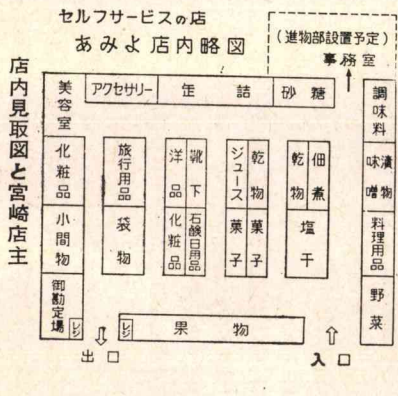 セルフサービスの店
あみよ店内略図
(進物部設置予定)
事務室
店内見取図と宮崎店主
美容室
アクセサリー
缶詰
砂糖
調味料
化粧品
旅行用品
洋品
靴下
ジュース
乾物
乾物
佃煮
味噌
漬物
小間物
袋物
化粧品
石鹸日用品
菓子
菓子
塩干
料理用品
御勘定場
レジ
レジ
果物
野菜
出口
入口